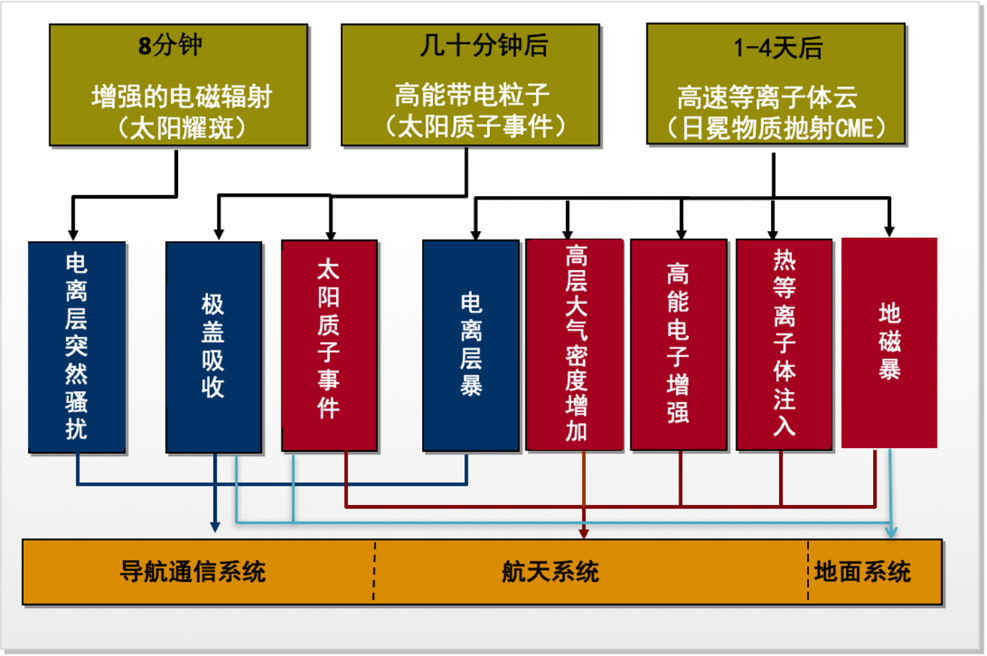 8分钟
增强的电磁辐射
（太阳耀斑）
几十分钟后
高能带电粒子
（太阳质子事件）
1-4天后
高速等离子体云
（日冕物质抛射CME）
电离层突然骚扰
极盖吸收
太阳质子事件
电离层暴
高层大气密度增加
高能电子增强
热等离子体注入
地磁暴
导航通信系统
航天系统
地面系统